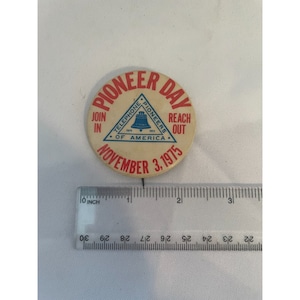 PIONEER DAY
JOIN IN
REACH OUT
TELEPHONE PIONEERS
OF AMERICA
NOVEMBER 3, 1975
0 INCH 1 2 3
30 29 28 27 26 25 24 23 22